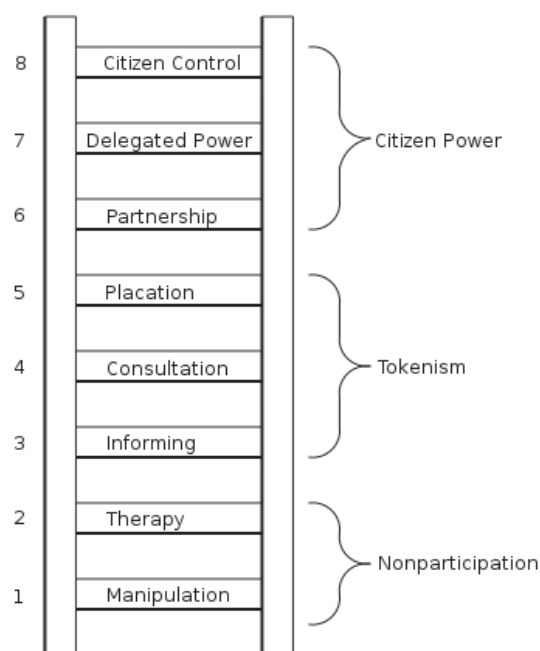 8 Citizen Control
7 Delegated Power Citizen Power
6 Partnership
5 Placation
4 Consultation Tokenism
3 Informing
2 Therapy
Nonparticipation
1 Manipulation